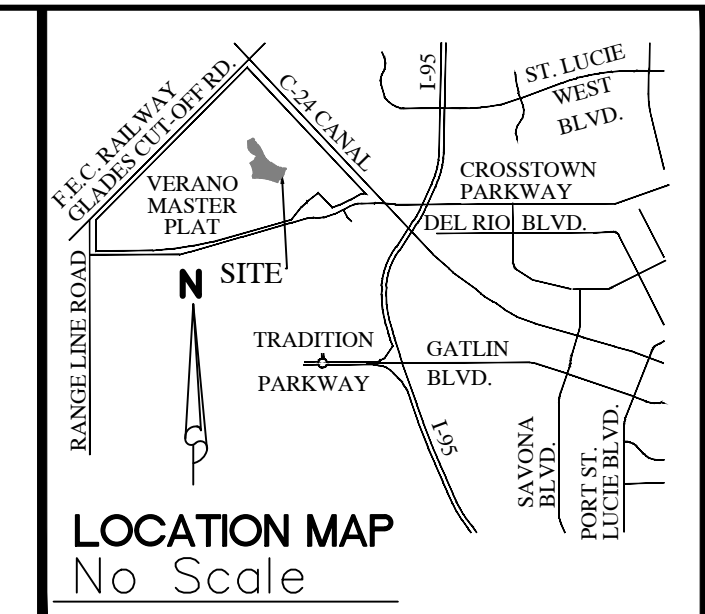 F.E.C. RAILWAY
GLADES CUT-OFF RD.
C-24 CANAL
I-95
ST. LUCIE
WEST
BLVD.
VERANO
MASTER
PLAT
CROSSTOWN
PARKWAY
DEL RIO BLVD.
SITE
N
RANGE LINE ROAD
TRADITION
PARKWAY
GATLIN
BLVD.
I-95
SAVONA
BLVD.
PORT ST.
LUCIE BLVD.
LOCATION MAP
No Scale